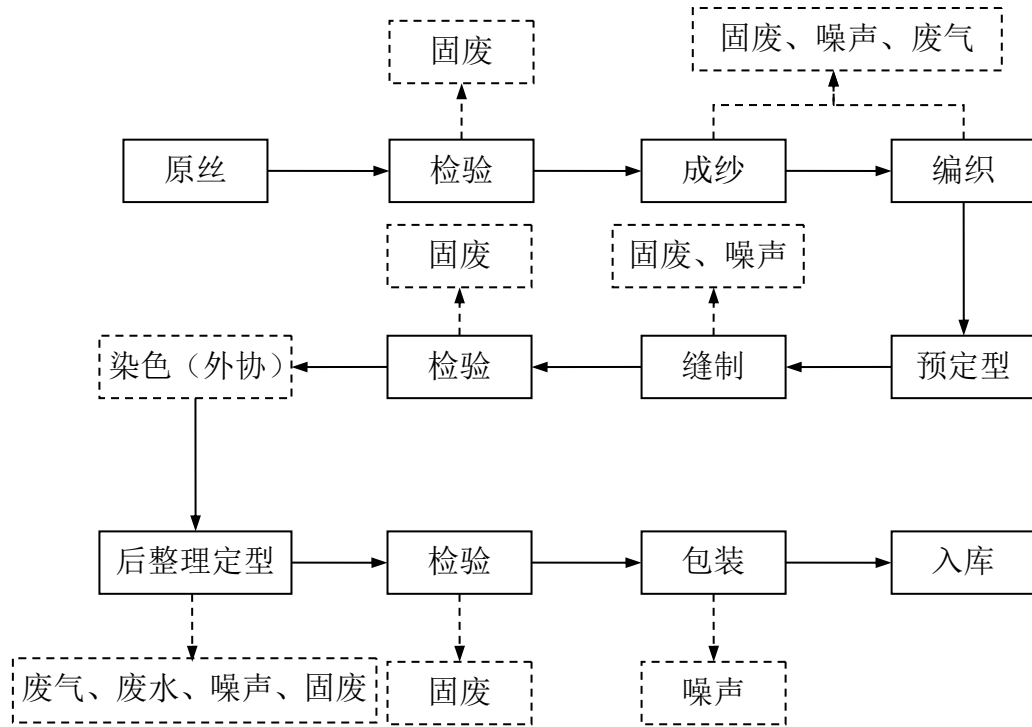 固废
固废、噪声、废气
原丝
检验
成纱
编织
固废
固废、噪声
染色（外协）
检验
缝制
预定型
后整理定型
检验
包装
入库
废气、废水、噪声、固废
固废
噪声